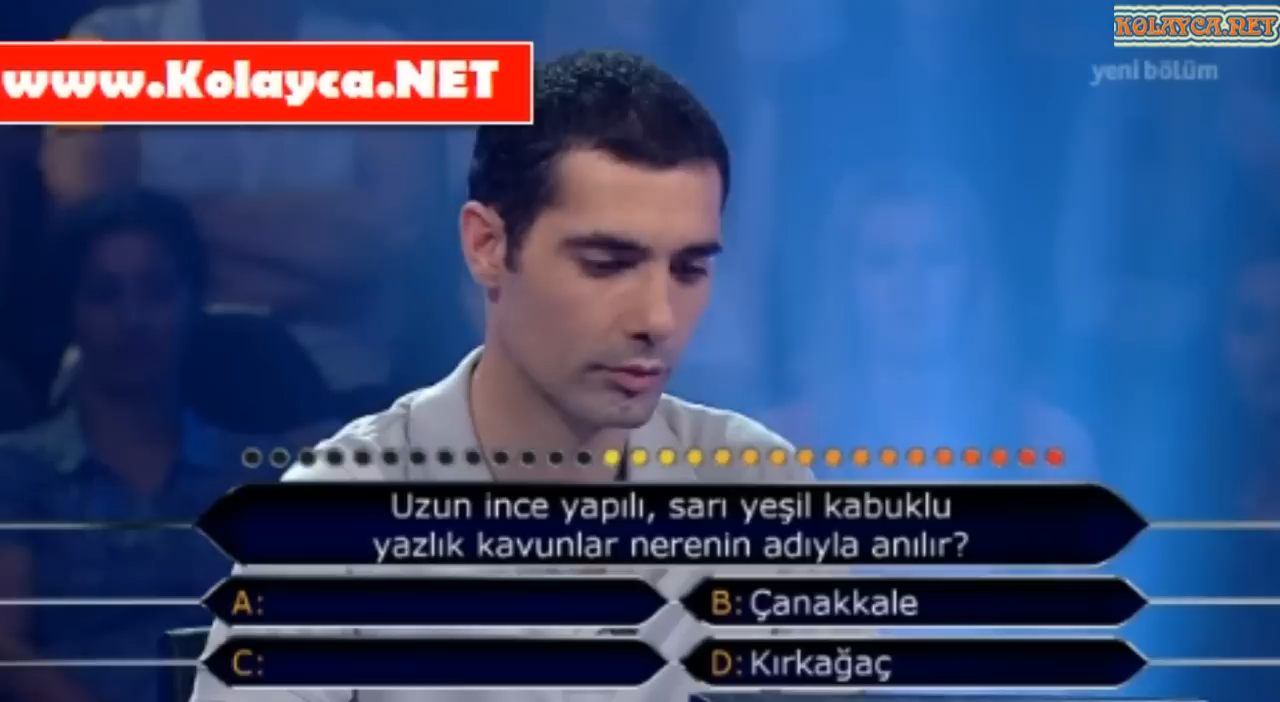 www.Kolayca.NET
KOLAYCA.NET
yeni bölüm
Uzun ince yapılı, sarı yeşil kabuklu
yazlık kavunlar nerenin adıyla anılır?
A:
B: Çanakkale
C:
D: Kırkağaç